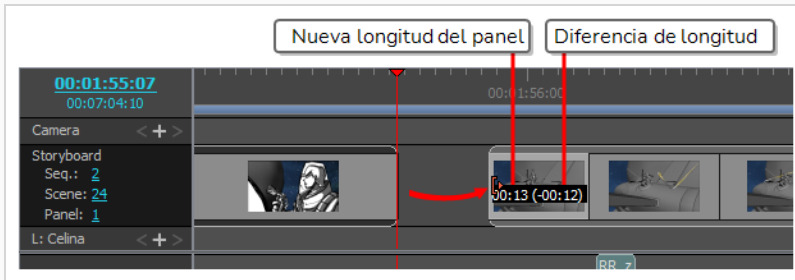 Nueva longitud del panel
Diferencia de longitud
00:01:55:07
00:07:04:10
00:01:56:00
Camera < + >
Storyboard
Seq.: 2
Scene: 24
Panel: 1
00:13 (-00:12)
L: Celina < + >
RR_z